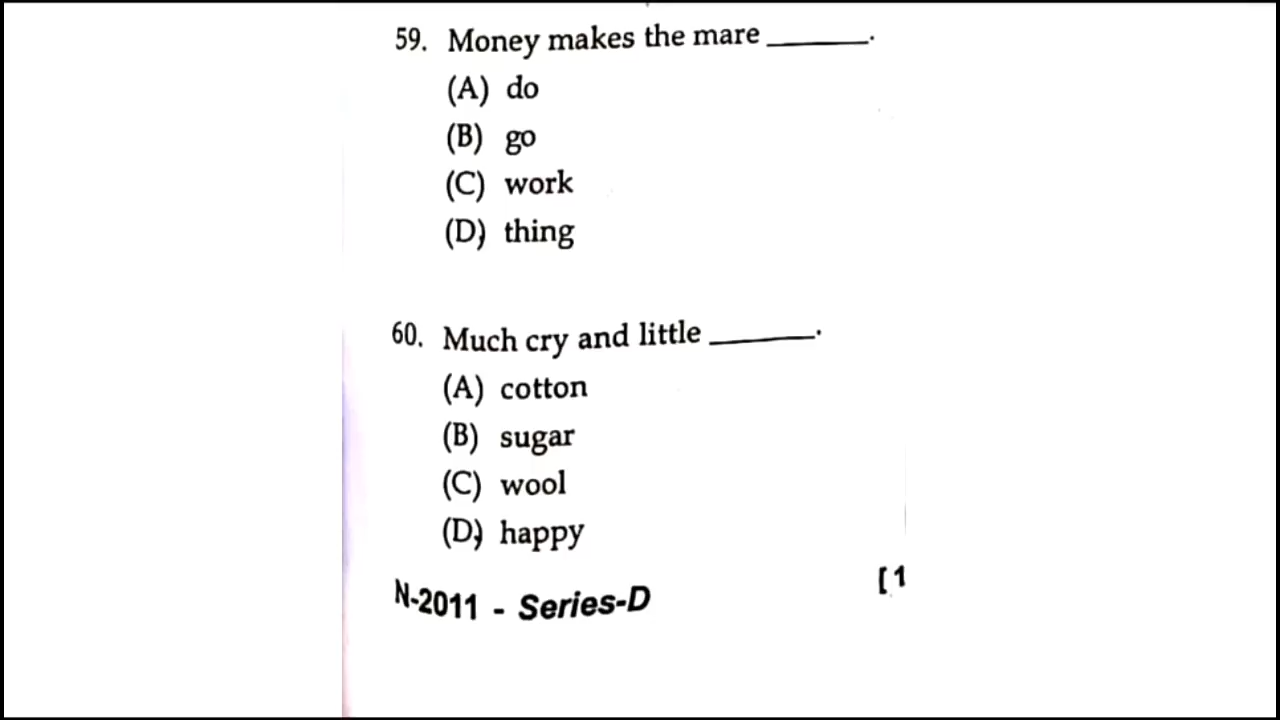 59. Money makes the mare ______.
(A) do
(B) go
(C) work
(D) thing
60. Much cry and little ______.
(A) cotton
(B) sugar
(C) wool
(D) happy
N-2011 - Series-D
[1